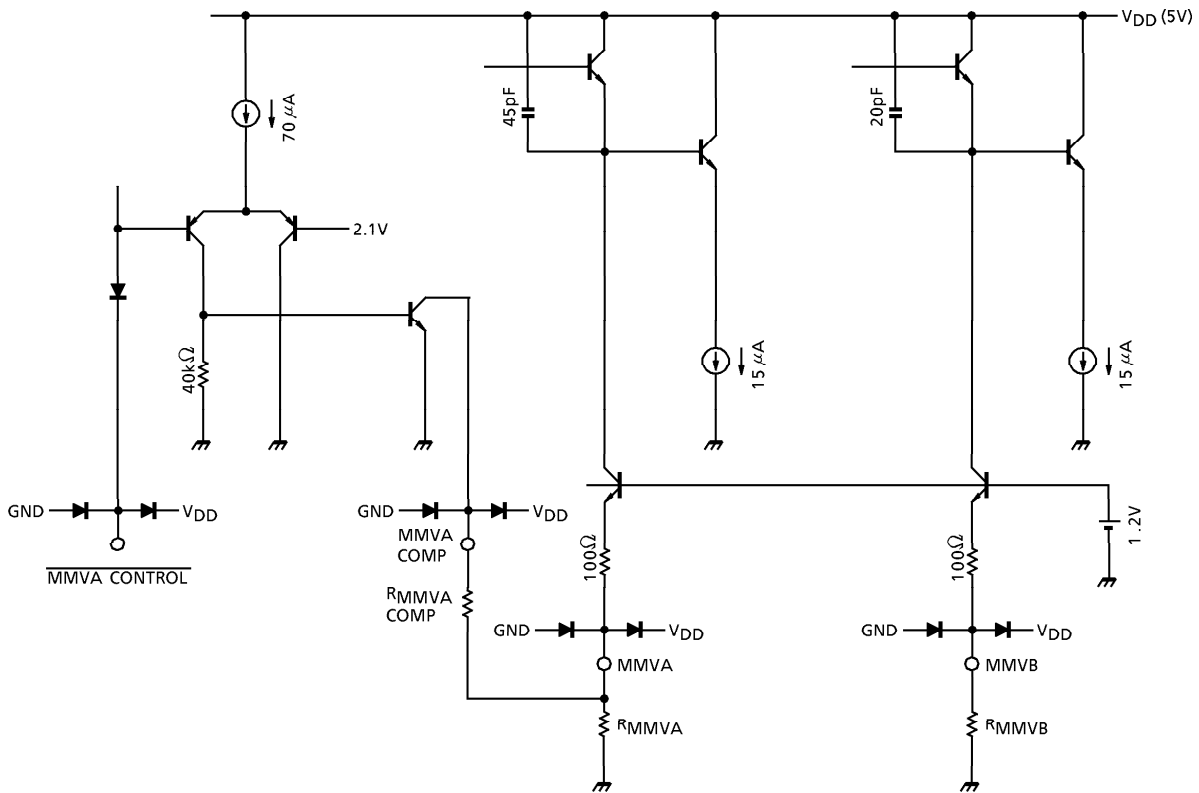 VDD (5V)
70 μA
45pF
20pF
2.1V
40kΩ
15 μA
15 μA
GND
VDD
MMVA CONTROL
GND
VDD
MMVA
COMP
RMMVA
COMP
100Ω
100Ω
1.2V
GND
VDD
GND
VDD
MMVA
MMVB
RMMVA
RMMVB